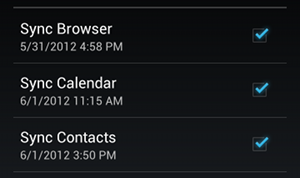 Sync Browser
5/31/2012 4:58 PM
Sync Calendar
6/1/2012 11:15 AM
Sync Contacts
6/1/2012 3:50 PM